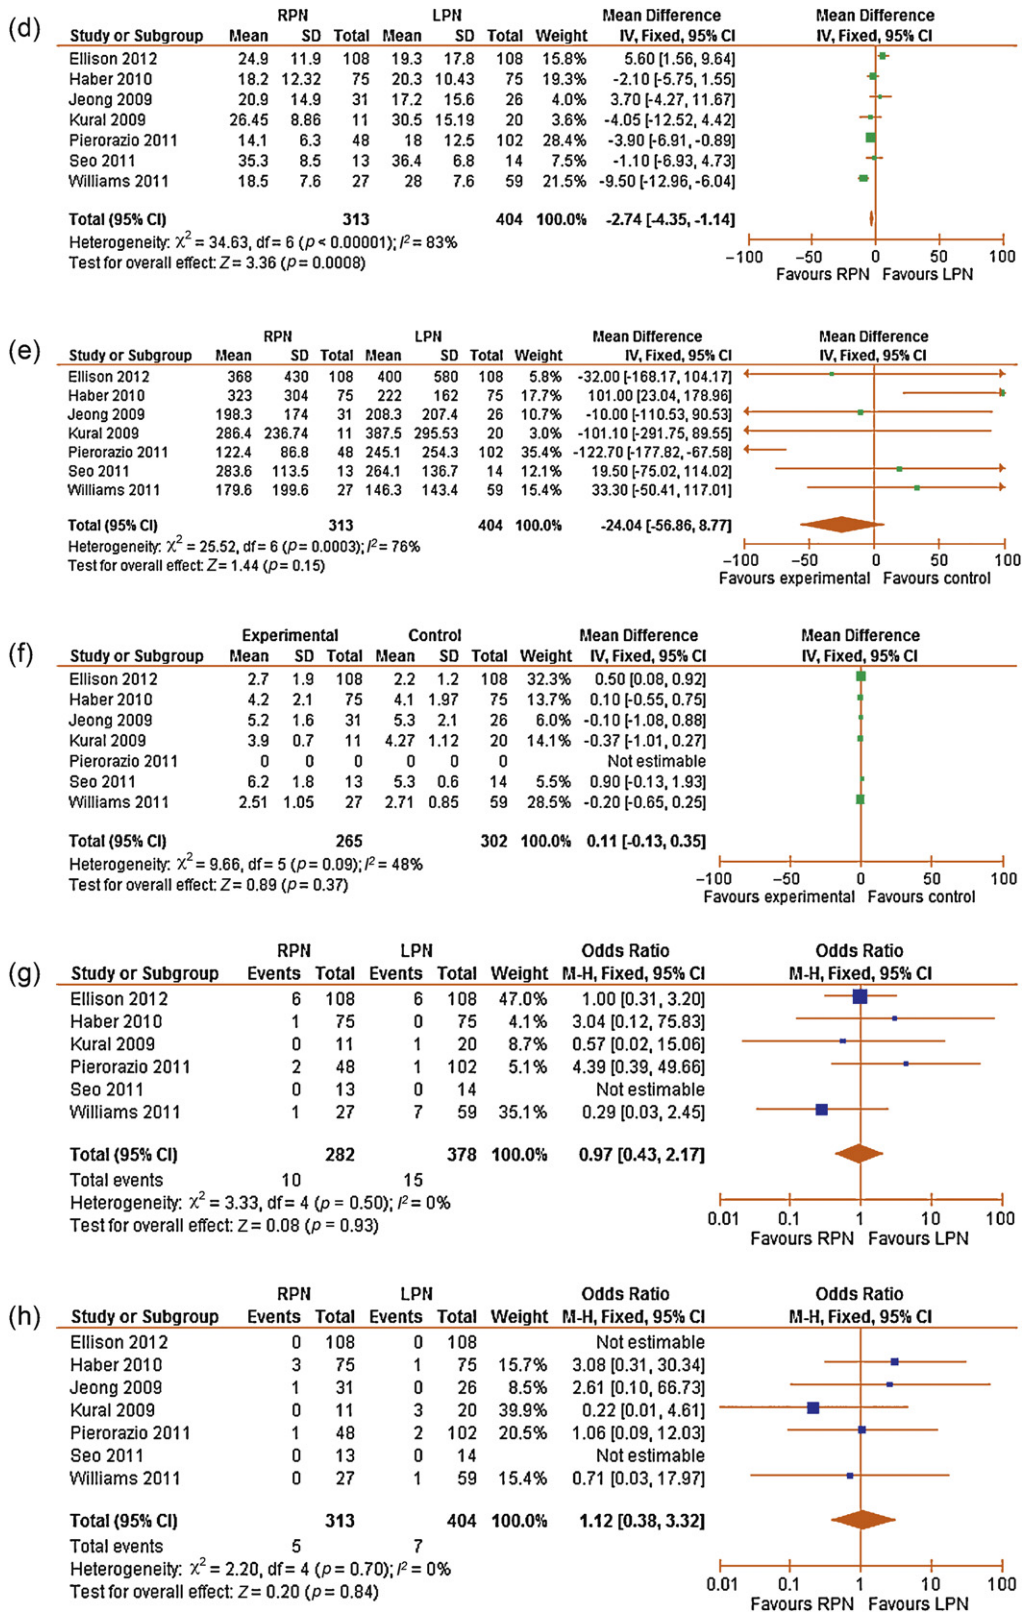 (d)
RPN LPN Mean Difference Mean Difference
Study or Subgroup Mean SD Total Mean SD Total Weight IV, Fixed, 95% CI IV, Fixed, 95% CI
Ellison 2012 24.9 11.9 108 19.3 17.8 108 15.8% 5.60 [1.56, 9.64]
Haber 2010 18.2 12.32 75 20.3 10.43 75 19.3% -2.10 [-5.75, 1.55]
Jeong 2009 20.9 14.9 31 17.2 15.6 26 4.0% 3.70 [-4.27, 11.67]
Kural 2009 26.45 8.86 11 30.5 15.19 20 3.6% -4.05 [-12.52, 4.42]
Pierorazio 2011 14.1 6.3 48 18 12.5 102 28.4% -3.90 [-6.91, -0.89]
Seo 2011 35.3 8.5 13 36.4 6.8 14 7.5% -1.10 [-6.93, 4.73]
Williams 2011 18.5 7.6 27 28 7.6 59 21.5% -9.50 [-12.96, -6.04]
Total (95% CI) 313 404 100.0% -2.74 [-4.35, -1.14]
Heterogeneity: χ² = 34.63, df = 6 (p < 0.00001); I² = 83%
Test for overall effect: Z = 3.36 (p = 0.0008)
−100 −50 0 50 100
Favours RPN Favours LPN
(e)
RPN LPN Mean Difference Mean Difference
Study or Subgroup Mean SD Total Mean SD Total Weight IV, Fixed, 95% CI IV, Fixed, 95% CI
Ellison 2012 368 430 108 400 580 108 5.8% -32.00 [-168.17, 104.17]
Haber 2010 323 304 75 222 162 75 17.7% 101.00 [23.04, 178.96]
Jeong 2009 198.3 174 31 208.3 207.4 26 10.7% -10.00 [-110.53, 90.53]
Kural 2009 286.4 236.74 11 387.5 295.53 20 3.0% -101.10 [-291.75, 89.55]
Pierorazio 2011 122.4 86.8 48 245.1 254.3 102 35.4% -122.70 [-177.82, -67.58]
Seo 2011 283.6 113.5 13 264.1 136.7 14 12.1% 19.50 [-75.02, 114.02]
Williams 2011 179.6 199.6 27 146.3 143.4 59 15.4% 33.30 [-50.41, 117.01]
Total (95% CI) 313 404 100.0% -24.04 [-56.86, 8.77]
Heterogeneity: χ² = 25.52, df = 6 (p = 0.0003); I² = 76%
Test for overall effect: Z = 1.44 (p = 0.15)
−100 −50 0 50 100
Favours experimental Favours control
(f)
Experimental Control Mean Difference Mean Difference
Study or Subgroup Mean SD Total Mean SD Total Weight IV, Fixed, 95% CI IV, Fixed, 95% CI
Ellison 2012 2.7 1.9 108 2.2 1.2 108 32.3% 0.50 [0.08, 0.92]
Haber 2010 4.2 2.1 75 4.1 1.97 75 13.7% 0.10 [-0.55, 0.75]
Jeong 2009 5.2 1.6 31 5.3 2.1 26 6.0% -0.10 [-1.08, 0.88]
Kural 2009 3.9 0.7 11 4.27 1.12 20 14.1% -0.37 [-1.01, 0.27]
Pierorazio 2011 0 0 0 0 0 0 Not estimable
Seo 2011 6.2 1.8 13 5.3 0.6 14 5.5% 0.90 [-0.13, 1.93]
Williams 2011 2.51 1.05 27 2.71 0.85 59 28.5% -0.20 [-0.65, 0.25]
Total (95% CI) 265 302 100.0% 0.11 [-0.13, 0.35]
Heterogeneity: χ² = 9.66, df = 5 (p = 0.09); I² = 48%
Test for overall effect: Z = 0.89 (p = 0.37)
−100 −50 0 50 100
Favours experimental Favours control
(g)
RPN LPN Odds Ratio Odds Ratio
Study or Subgroup Events Total Events Total Weight M-H, Fixed, 95% CI M-H, Fixed, 95% CI
Ellison 2012 6 108 6 108 47.0% 1.00 [0.31, 3.20]
Haber 2010 1 75 0 75 4.1% 3.04 [0.12, 75.83]
Kural 2009 0 11 1 20 8.7% 0.57 [0.02, 15.06]
Pierorazio 2011 2 48 1 102 5.1% 4.39 [0.39, 49.66]
Seo 2011 0 13 0 14 Not estimable
Williams 2011 1 27 7 59 35.1% 0.29 [0.03, 2.45]
Total (95% CI) 282 378 100.0% 0.97 [0.43, 2.17]
Total events 10 15
Heterogeneity: χ² = 3.33, df = 4 (p = 0.50); I² = 0%
Test for overall effect: Z = 0.08 (p = 0.93)
0.01 0.1 1 10 100
Favours RPN Favours LPN
(h)
RPN LPN Odds Ratio Odds Ratio
Study or Subgroup Events Total Events Total Weight M-H, Fixed, 95% CI M-H, Fixed, 95% CI
Ellison 2012 0 108 0 108 Not estimable
Haber 2010 3 75 1 75 15.7% 3.08 [0.31, 30.34]
Jeong 2009 1 31 0 26 8.5% 2.61 [0.10, 66.73]
Kural 2009 0 11 3 20 39.9% 0.22 [0.01, 4.61]
Pierorazio 2011 1 48 2 102 20.5% 1.06 [0.09, 12.03]
Seo 2011 0 13 0 14 Not estimable
Williams 2011 0 27 1 59 15.4% 0.71 [0.03, 17.97]
Total (95% CI) 313 404 100.0% 1.12 [0.38, 3.32]
Total events 5 7
Heterogeneity: χ² = 2.20, df = 4 (p = 0.70); I² = 0%
Test for overall effect: Z = 0.20 (p = 0.84)
0.01 0.1 1 10 100
Favours RPN Favours LPN